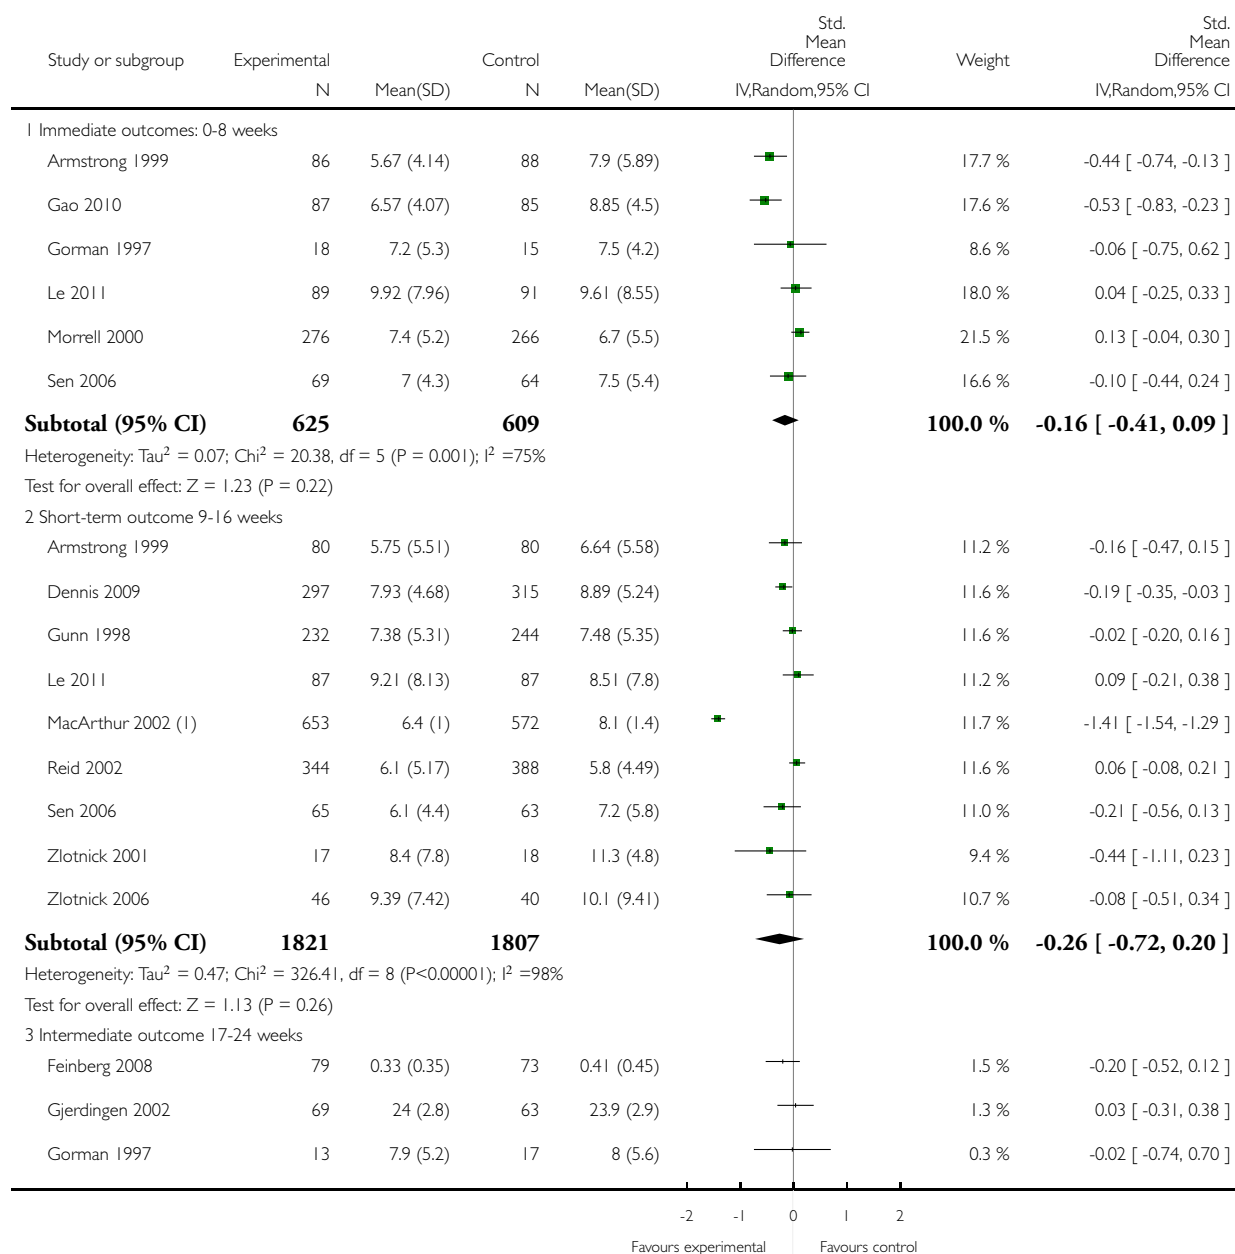 Std. Std.
Mean Mean
Study or subgroup Experimental Control Difference Weight Difference
N Mean(SD) N Mean(SD) IV,Random,95% CI IV,Random,95% CI
1 Immediate outcomes: 0-8 weeks
Armstrong 1999 86 5.67 (4.14) 88 7.9 (5.89) 17.7 % -0.44 [ -0.74, -0.13 ]
Gao 2010 87 6.57 (4.07) 85 8.85 (4.5) 17.6 % -0.53 [ -0.83, -0.23 ]
Gorman 1997 18 7.2 (5.3) 15 7.5 (4.2) 8.6 % -0.06 [ -0.75, 0.62 ]
Le 2011 89 9.92 (7.96) 91 9.61 (8.55) 18.0 % 0.04 [ -0.25, 0.33 ]
Morrell 2000 276 7.4 (5.2) 266 6.7 (5.5) 21.5 % 0.13 [ -0.04, 0.30 ]
Sen 2006 69 7 (4.3) 64 7.5 (5.4) 16.6 % -0.10 [ -0.44, 0.24 ]
Subtotal (95% CI) 625 609 100.0 % -0.16 [ -0.41, 0.09 ]
Heterogeneity: Tau² = 0.07; Chi² = 20.38, df = 5 (P = 0.001); I² =75%
Test for overall effect: Z = 1.23 (P = 0.22)
2 Short-term outcome 9-16 weeks
Armstrong 1999 80 5.75 (5.51) 80 6.64 (5.58) 11.2 % -0.16 [ -0.47, 0.15 ]
Dennis 2009 297 7.93 (4.68) 315 8.89 (5.24) 11.6 % -0.19 [ -0.35, -0.03 ]
Gunn 1998 232 7.38 (5.31) 244 7.48 (5.35) 11.6 % -0.02 [ -0.20, 0.16 ]
Le 2011 87 9.21 (8.13) 87 8.51 (7.8) 11.2 % 0.09 [ -0.21, 0.38 ]
MacArthur 2002 (1) 653 6.4 (1) 572 8.1 (1.4) 11.7 % -1.41 [ -1.54, -1.29 ]
Reid 2002 344 6.1 (5.17) 388 5.8 (4.49) 11.6 % 0.06 [ -0.08, 0.21 ]
Sen 2006 65 6.1 (4.4) 63 7.2 (5.8) 11.0 % -0.21 [ -0.56, 0.13 ]
Zlotnick 2001 17 8.4 (7.8) 18 11.3 (4.8) 9.4 % -0.44 [ -1.11, 0.23 ]
Zlotnick 2006 46 9.39 (7.42) 40 10.1 (9.41) 10.7 % -0.08 [ -0.51, 0.34 ]
Subtotal (95% CI) 1821 1807 100.0 % -0.26 [ -0.72, 0.20 ]
Heterogeneity: Tau² = 0.47; Chi² = 326.41, df = 8 (P<0.00001); I² =98%
Test for overall effect: Z = 1.13 (P = 0.26)
3 Intermediate outcome 17-24 weeks
Feinberg 2008 79 0.33 (0.35) 73 0.41 (0.45) 1.5 % -0.20 [ -0.52, 0.12 ]
Gjerdingen 2002 69 24 (2.8) 63 23.9 (2.9) 1.3 % 0.03 [ -0.31, 0.38 ]
Gorman 1997 13 7.9 (5.2) 17 8 (5.6) 0.3 % -0.02 [ -0.74, 0.70 ]
-2 -1 0 1 2
Favours experimental Favours control